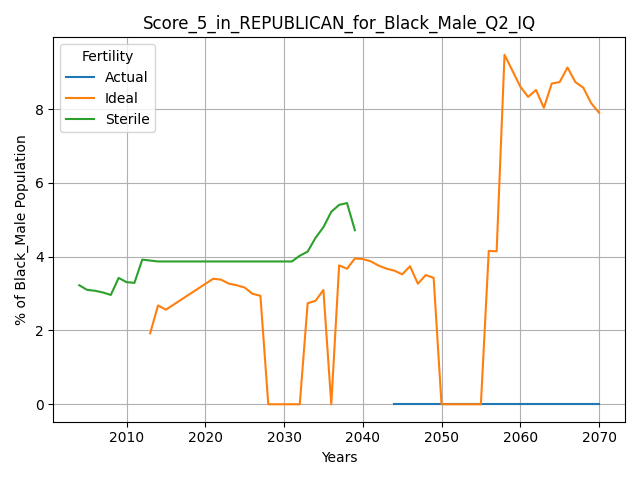 Score_5_in_REPUBLICAN_for_Black_Male_Q2_IQ
Fertility
Actual
Ideal
Sterile
% of Black_Male Population
8
6
4
2
0
2010 2020 2030 2040 2050 2060 2070
Years